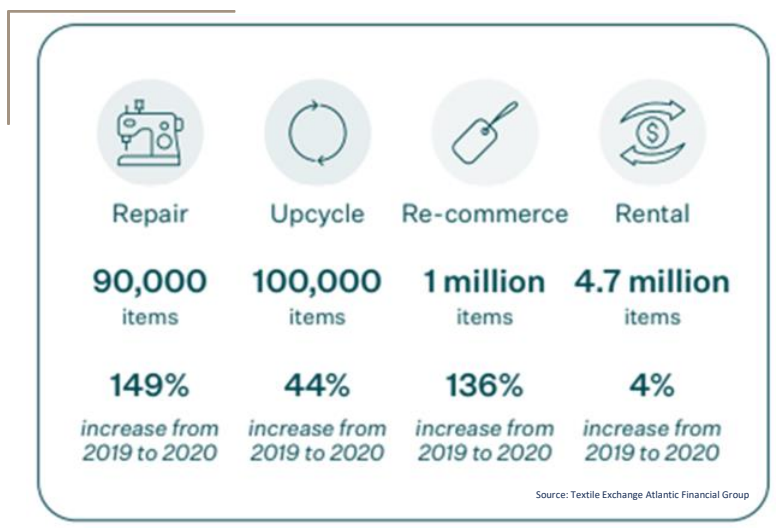 Repair
Upcycle
Re-commerce
Rental
90,000
items
100,000
items
1 million
items
4.7 million
items
149%
increase from
2019 to 2020
44%
increase from
2019 to 2020
136%
increase from
2019 to 2020
4%
increase from
2019 to 2020
Source: Textile Exchange Atlantic Financial Group